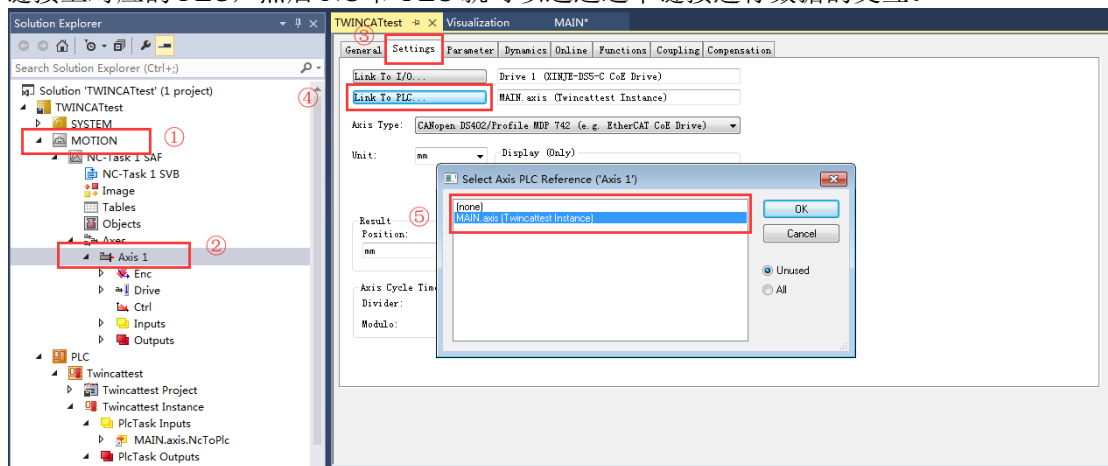 Solution Explorer
Search Solution Explorer (Ctrl+;)
Solution 'TWINCATtest' (1 project)
④
TWINCATtest
SYSTEM
MOTION
①
NC-Task 1 SAF
NC-Task 1 SVB
Image
Tables
Objects
Axes
②
Axis 1
Enc
Drive
Ctrl
Inputs
Outputs
PLC
Twincattest
Twincattest Project
Twincattest Instance
PlcTask Inputs
MAIN.axis.NcToPlc
PlcTask Outputs
TWINCATtest Visualization MAIN*
③
General Settings Parameter Dynamics Online Functions Coupling Compensation
Link To I/O... Drive 1 (XINJE-DS5-C CoE Drive)
Link To PLC... MAIN.axis (Twincattest Instance)
Axis Type: CANopen DS402/Profile MDP 742 (e.g. EtherCAT CoE Drive)
Unit: mm Display (Only)
Result
Position:
mm
Axis Cycle Tim
Divider:
Modulo:
Select Axis PLC Reference ('Axis 1')
⑤
(none)
MAIN.axis (Twincattest Instance)
OK
Cancel
Unused
All